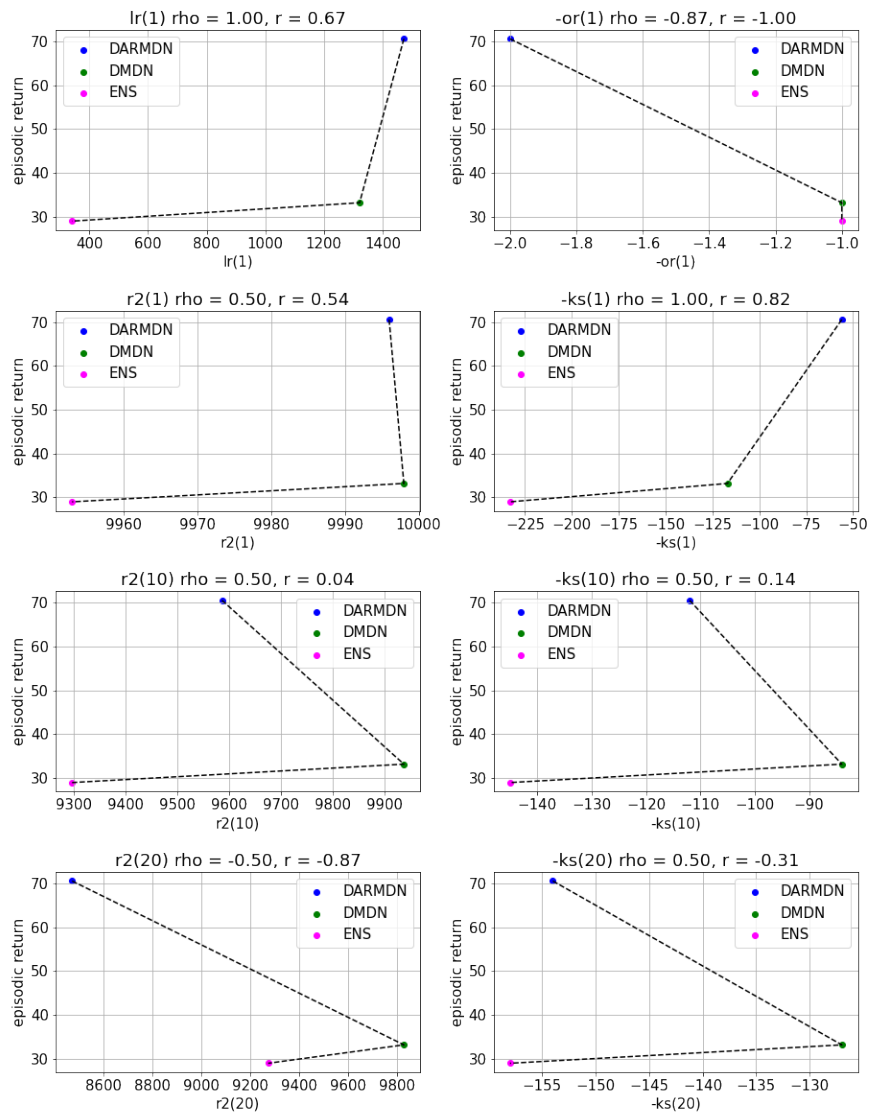 lr(1) rho = 1.00, r = 0.67
70
60
50
40
30
episodic return
DARMDN
DMDN
ENS
400 600 800 1000 1200 1400
lr(1)
-or(1) rho = -0.87, r = -1.00
70
60
50
40
30
episodic return
DARMDN
DMDN
ENS
−2.0 −1.8 −1.6 −1.4 −1.2 −1.0
-or(1)
r2(1) rho = 0.50, r = 0.54
70
60
50
40
30
episodic return
DARMDN
DMDN
ENS
9960 9970 9980 9990 10000
r2(1)
-ks(1) rho = 1.00, r = 0.82
70
60
50
40
30
episodic return
DARMDN
DMDN
ENS
−225 −200 −175 −150 −125 −100 −75 −50
-ks(1)
r2(10) rho = 0.50, r = 0.04
70
60
50
40
30
episodic return
DARMDN
DMDN
ENS
9300 9400 9500 9600 9700 9800 9900
r2(10)
-ks(10) rho = 0.50, r = 0.14
70
60
50
40
30
episodic return
DARMDN
DMDN
ENS
−140 −130 −120 −110 −100 −90
-ks(10)
r2(20) rho = -0.50, r = -0.87
70
60
50
40
30
episodic return
DARMDN
DMDN
ENS
8600 8800 9000 9200 9400 9600 9800
r2(20)
-ks(20) rho = 0.50, r = -0.31
70
60
50
40
30
episodic return
DARMDN
DMDN
ENS
−155 −150 −145 −140 −135 −130
-ks(20)